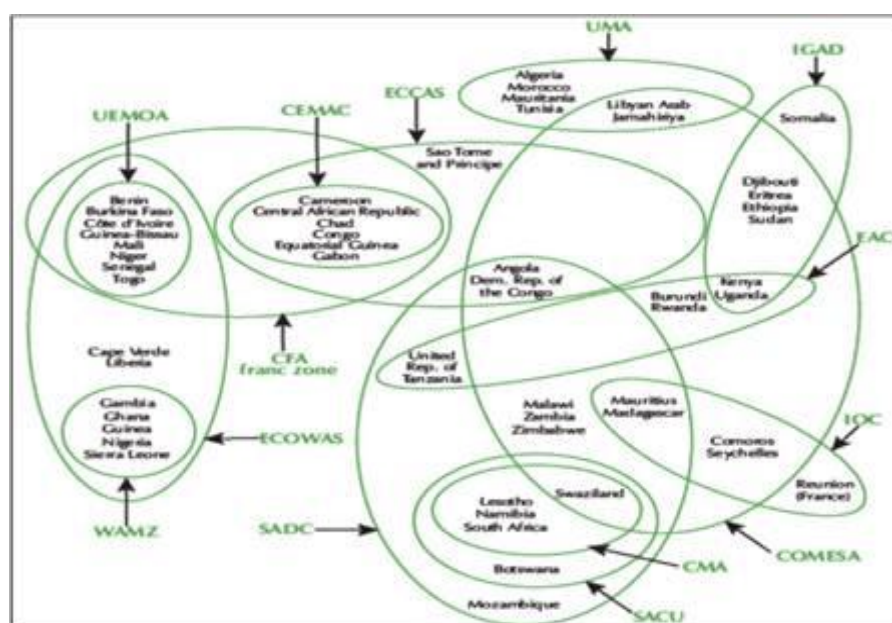 UMA
IGAD
Algeria
Morocco
Mauritania
Tunisia
Libyan Arab
Jamahiriya
Somalia
UEMOA
CEMAC
ECCAS
Sao Tome
and Principe
Benin
Burkina Faso
Côte d'Ivoire
Guinea-Bissau
Mali
Niger
Senegal
Togo
Cameroon
Central African Republic
Chad
Congo
Equatorial Guinea
Gabon
Djibouti
Eritrea
Ethiopia
Sudan
EAC
Angola
Dem. Rep. of
the Congo
Burundi
Rwanda
Kenya
Uganda
Cape Verde
Liberia
CFA
franc zone
United
Rep. of
Tanzania
Gambia
Ghana
Guinea
Nigeria
Sierra Leone
ECOWAS
Malawi
Zambia
Zimbabwe
Mauritius
Madagascar
IOC
Comoros
Seychelles
Reunion
(France)
WAMZ
SADC
Lesotho
Namibia
South Africa
Swaziland
COMESA
CMA
Botswana
Mozambique
SACU